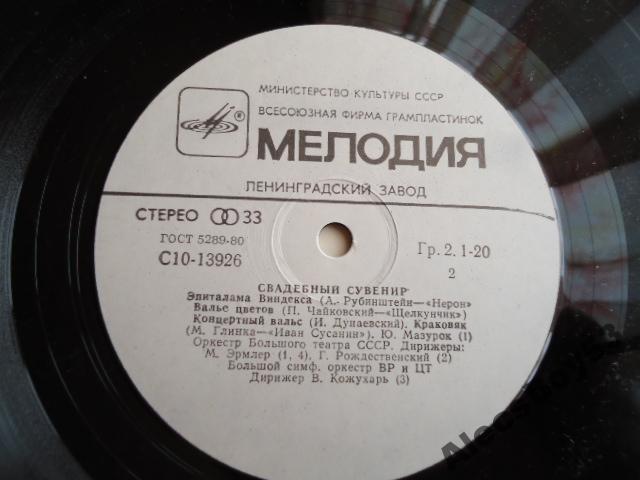 МИНИСТЕРСТВО КУЛЬТУРЫ СССР
ВСЕСОЮЗНАЯ ФИРМА ГРАМПЛАСТИНОК
®
МЕЛОДИЯ
ЛЕНИНГРАДСКИЙ ЗАВОД
СТЕРЕО 33
ГОСТ 5289-80
Гр. 2. 1-20
С10-13926
2
СВАДЕБНЫЙ СУВЕНИР
Эпиталама Виндекса (А. Рубинштейн—«Нерон»)
Вальс цветов (П. Чайковский—«Щелкунчик»)
Концертный вальс (И. Дунаевский). Краковяк
(М. Глинка—«Иван Сусанин»). Ю. Мазурок (1)
Оркестр Большого театра СССР. Дирижеры:
М. Эрмлер (1, 4), Г. Рождественский (2)
Большой симф. оркестр ВР и ЦТ
Дирижер В. Кожухарь (3)